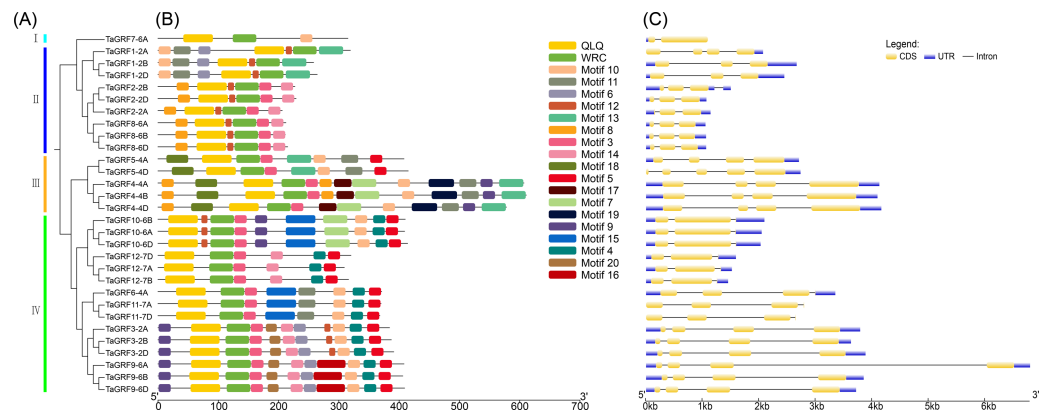 (A)
(B)
(C)
I
II
III
IV
TaGRF7-6A
TaGRF1-2A
TaGRF1-2B
TaGRF1-2D
TaGRF2-2B
TaGRF2-2D
TaGRF2-2A
TaGRF8-6A
TaGRF8-6B
TaGRF8-6D
TaGRF5-4A
TaGRF5-4D
TaGRF4-4A
TaGRF4-4B
TaGRF4-4D
TaGRF10-6B
TaGRF10-6A
TaGRF10-6D
TaGRF12-7D
TaGRF12-7A
TaGRF12-7B
TaGRF6-4A
TaGRF11-7A
TaGRF11-7D
TaGRF3-2A
TaGRF3-2B
TaGRF3-2D
TaGRF9-6A
TaGRF9-6B
TaGRF9-6D
5' 3'
0 100 200 300 400 500 600 700
QLQ
WRC
Motif 10
Motif 11
Motif 6
Motif 12
Motif 13
Motif 8
Motif 3
Motif 14
Motif 18
Motif 5
Motif 17
Motif 7
Motif 19
Motif 9
Motif 15
Motif 4
Motif 20
Motif 16
Legend:
CDS UTR Intron
5' 3'
0kb 1kb 2kb 3kb 4kb 5kb 6kb